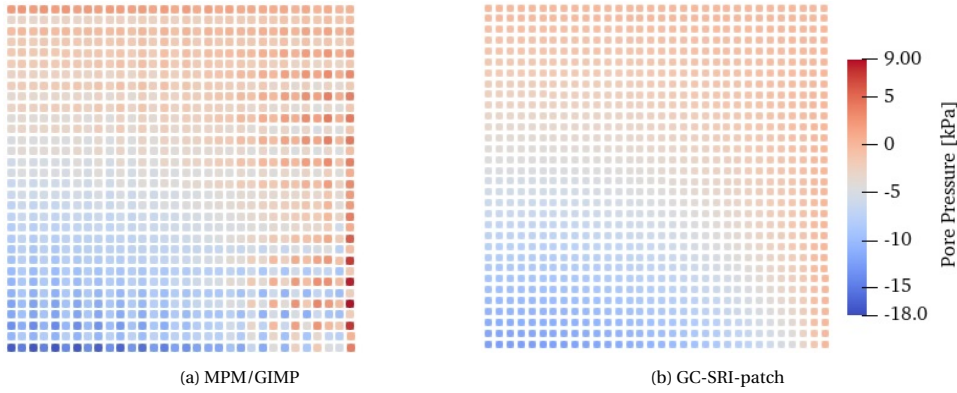 9.00
5
0
-5
-10
-15
-18.0
Pore Pressure [kPa]
(a) MPM/GIMP
(b) GC-SRI-patch